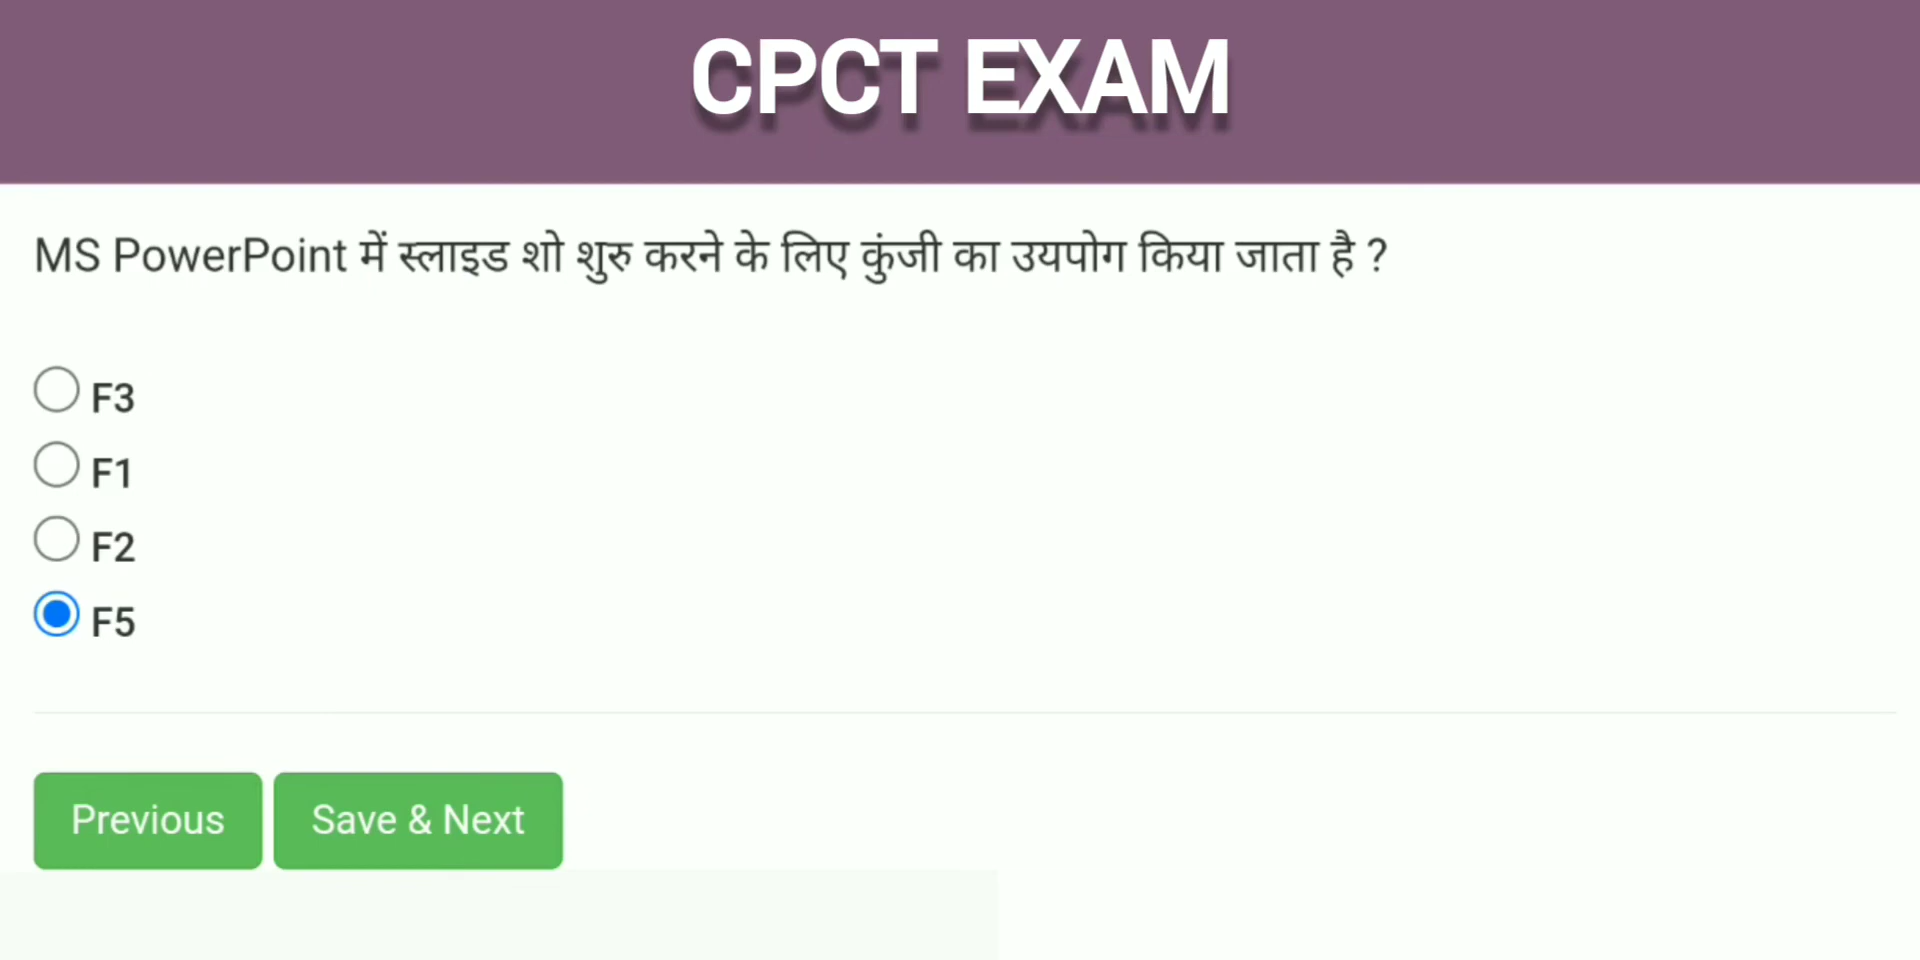 CPCT EXAM
MS PowerPoint में स्लाइड शो शुरु करने के लिए कुंजी का उयपोग किया जाता है ?
F3
F1
F2
F5
Previous
Save & Next